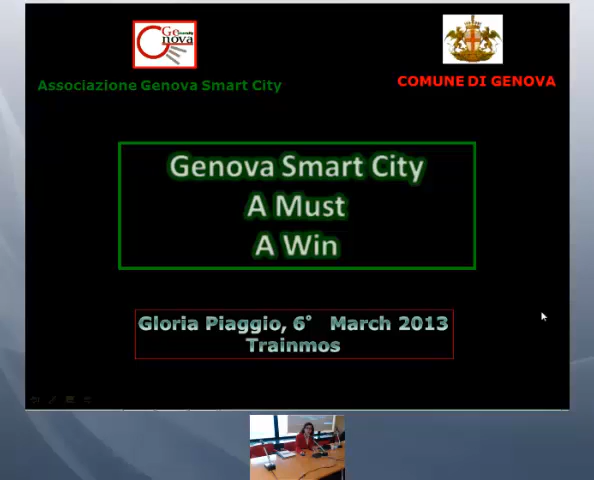 Genova
Associazione Genova Smart City
COMUNE DI GENOVA
Genova Smart City
A Must
A Win
Gloria Piaggio, 6° March 2013
Trainmos